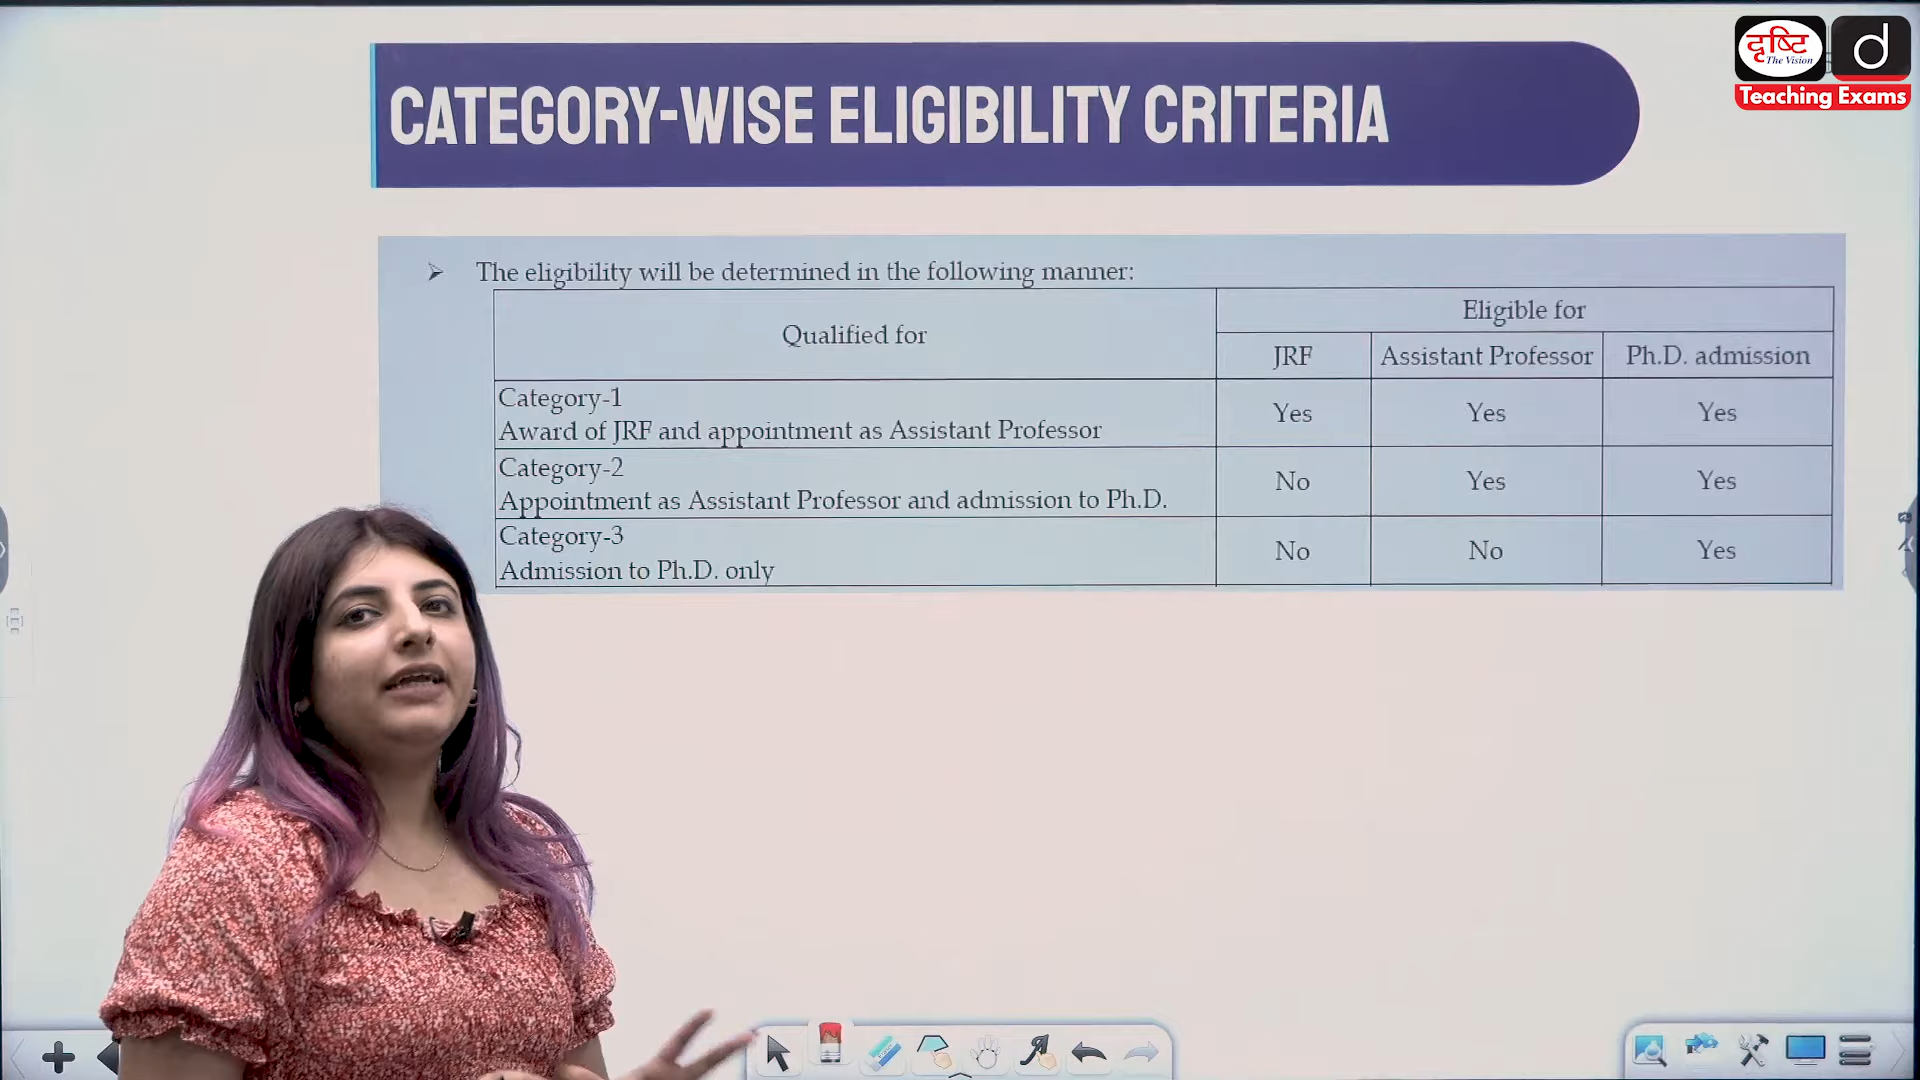 दृष्टि
The Vision
d
Teaching Exams
CATEGORY-WISE ELIGIBILITY CRITERIA
The eligibility will be determined in the following manner:
Qualified for
Eligible for
JRF
Assistant Professor
Ph.D. admission
Category-1
Award of JRF and appointment as Assistant Professor
Yes
Yes
Yes
Category-2
Appointment as Assistant Professor and admission to Ph.D.
No
Yes
Yes
Category-3
Admission to Ph.D. only
No
No
Yes